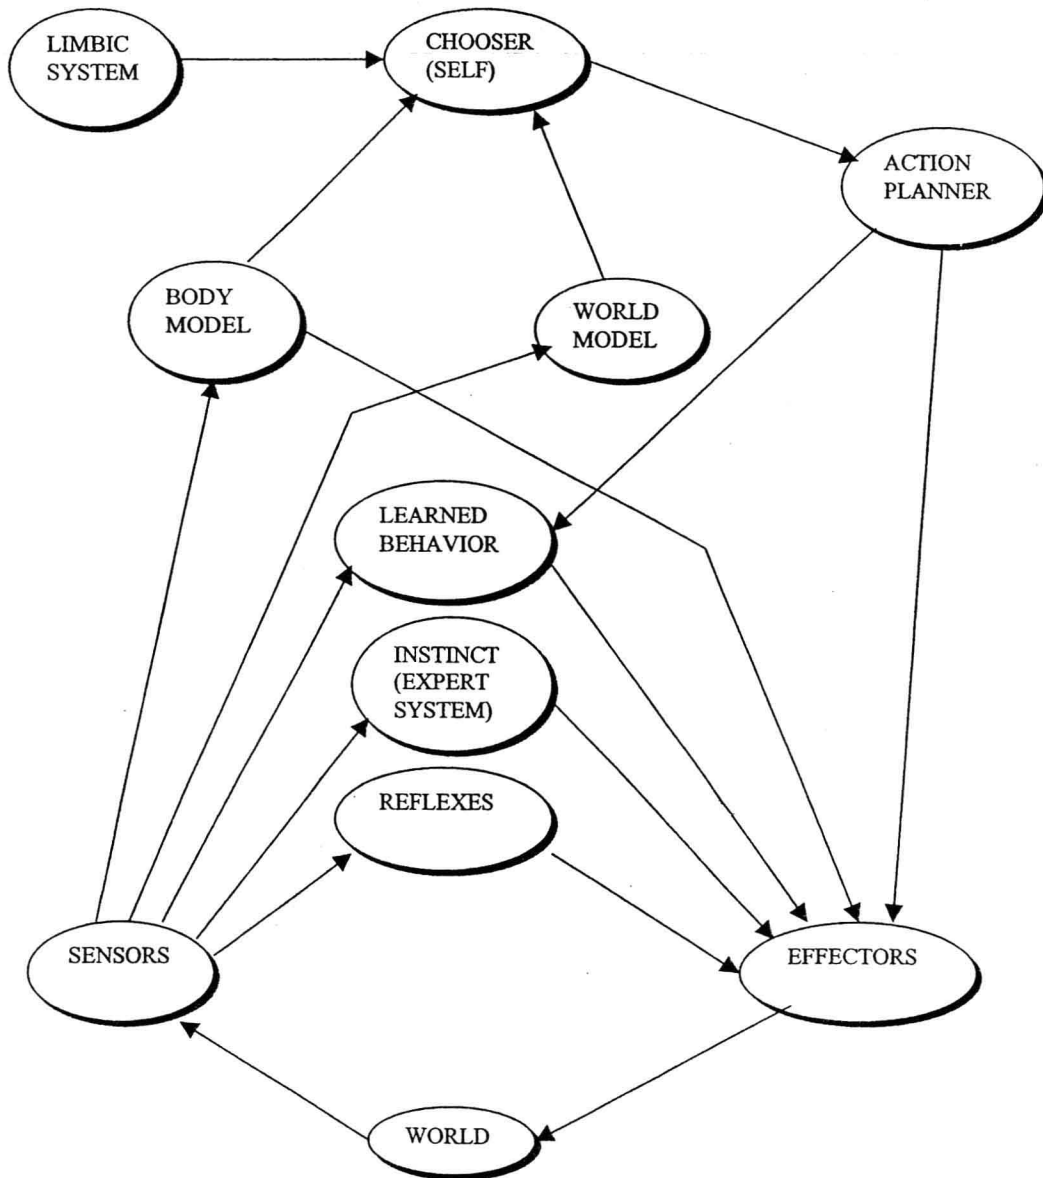 LIMBIC
SYSTEM
CHOOSER
(SELF)
ACTION
PLANNER
BODY
MODEL
WORLD
MODEL
LEARNED
BEHAVIOR
INSTINCT
(EXPERT
SYSTEM)
REFLEXES
SENSORS
EFFECTORS
WORLD